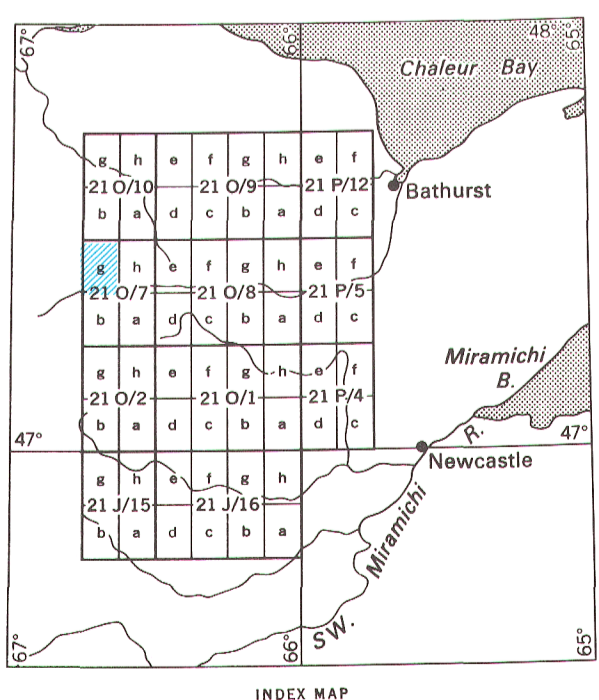 67° 66° 48° 65°
Chaleur Bay
g h e f g h e f
21 O/10 21 O/9 21 P/12
Bathurst
b a d c b a d c
g h e f g h e f
21 O/7 21 O/8 21 P/5
b a d c b a d c
Miramichi
B.
g h e f g h e f
21 O/2 21 O/1 21 P/4
b a d c b a d c
47° R. 47°
Newcastle
g h e f g h
21 J/15 21 J/16
b a d c b a
Miramichi
SW.
67° 66° 65°
INDEX MAP